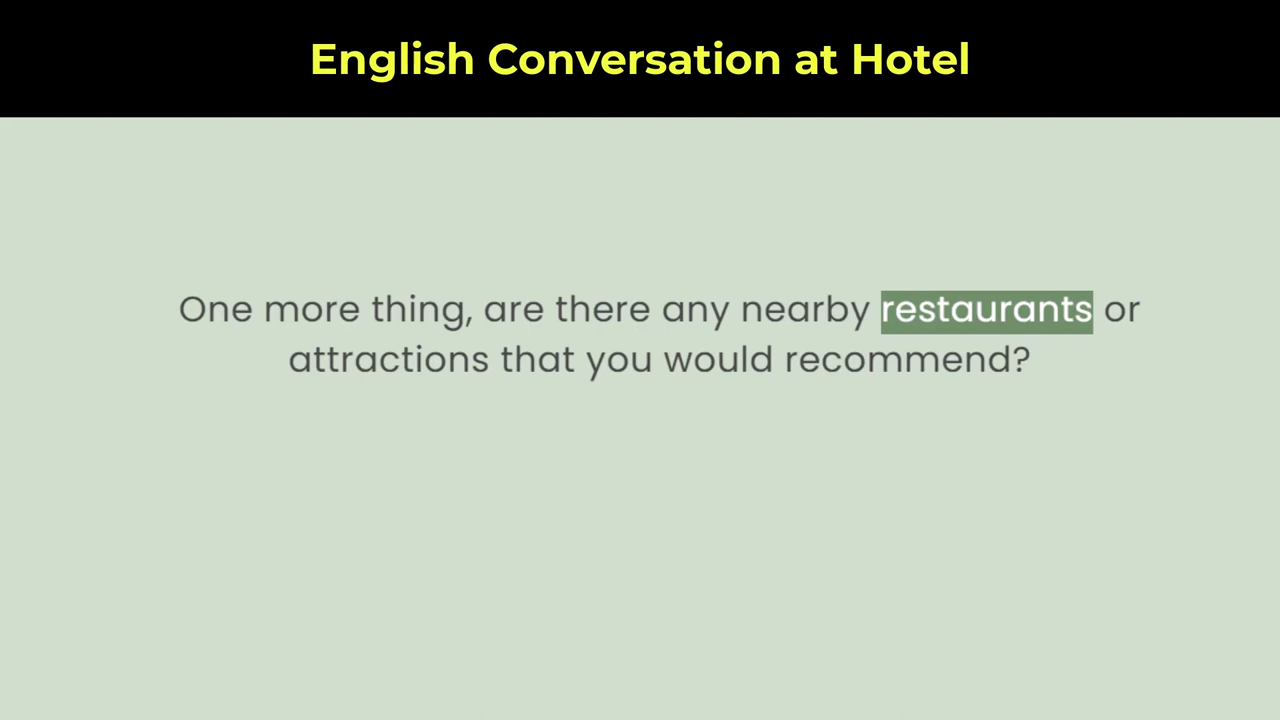 English Conversation at Hotel
One more thing, are there any nearby restaurants or
attractions that you would recommend?